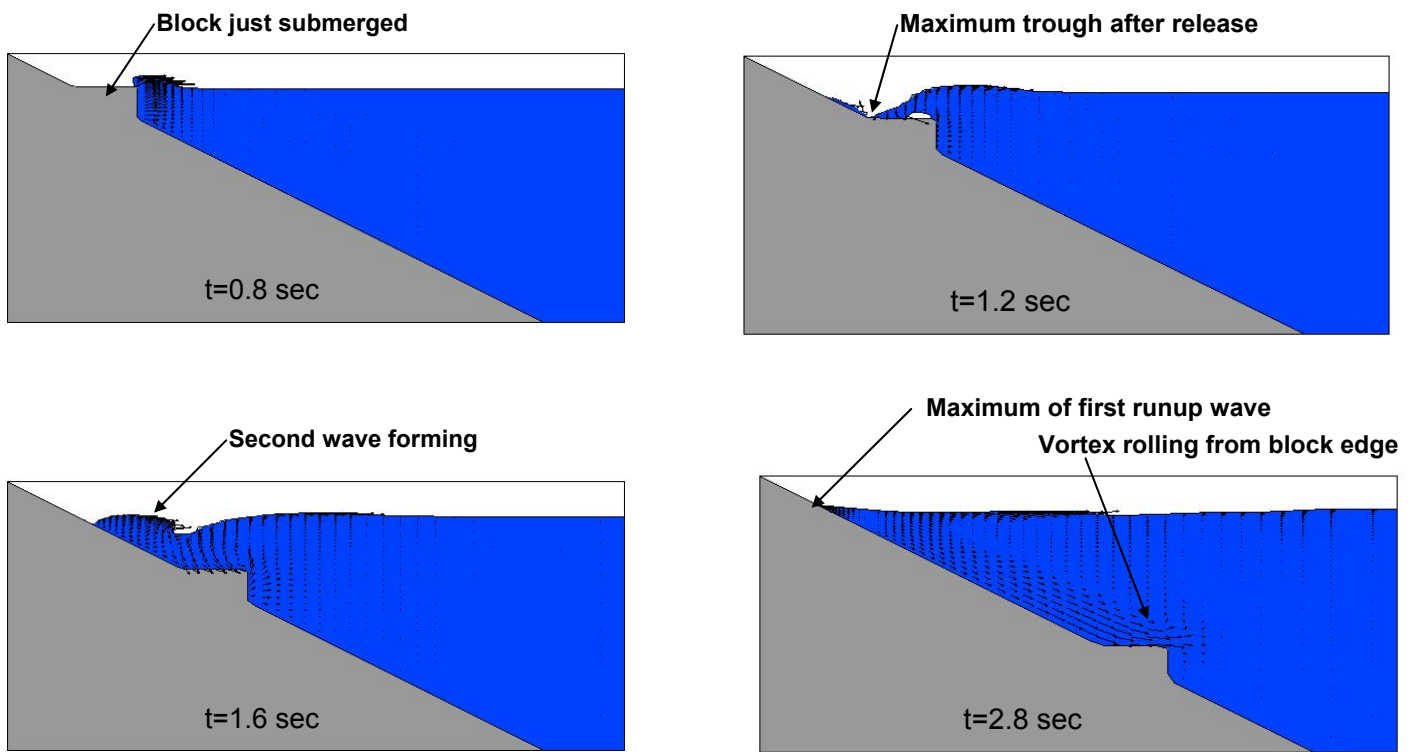 Block just submerged
Maximum trough after release
t=0.8 sec
t=1.2 sec
Second wave forming
Maximum of first runup wave
Vortex rolling from block edge
t=1.6 sec
t=2.8 sec